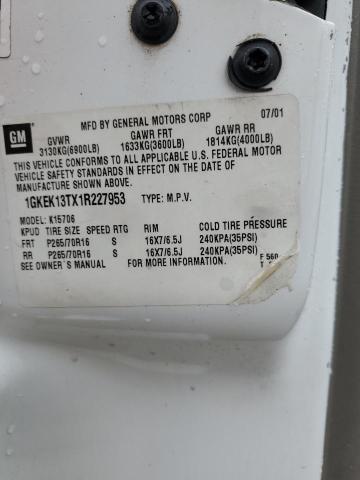 MFD BY GENERAL MOTORS CORP 07/01
GM
GVWR GAWR FRT GAWR RR
3130KG(6900LB) 1633KG(3600LB) 1814KG(4000LB)
THIS VEHICLE CONFORMS TO ALL APPLICABLE U.S. FEDERAL MOTOR
VEHICLE SAFETY STANDARDS IN EFFECT ON THE DATE OF
MANUFACTURE SHOWN ABOVE.
1GKEK13TX1R227953 TYPE: M.P.V.
MODEL: K15706
KPUD TIRE SIZE SPEED RTG RIM COLD TIRE PRESSURE
FRT P265/70R16 S 16X7/6.5J 240KPA(35PSI)
RR P265/70R16 S 16X7/6.5J 240KPA(35PSI)
SEE OWNER'S MANUAL FOR MORE INFORMATION. F 560
T